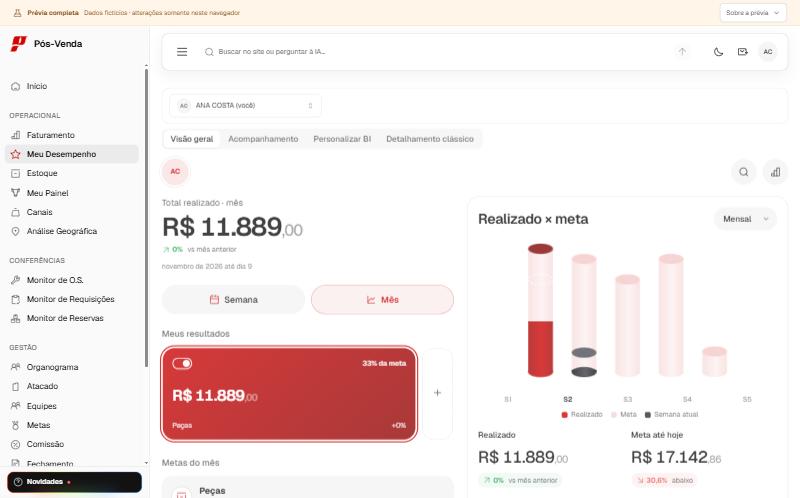 Prévia completa Dados fictícios · alterações somente neste navegador
Sobre a prévia
Pós-Venda
Buscar no site ou perguntar à IA...
AC
Início
OPERACIONAL
Faturamento
Meu Desempenho
Estoque
Meu Painel
Canais
Análise Geográfica
CONFERÊNCIAS
Monitor de O.S.
Monitor de Requisições
Monitor de Reservas
GESTÃO
Organograma
Atacado
Equipes
Metas
Comissão
Fechamento
Novidades
AC ANA COSTA (você)
Visão geral Acompanhamento Personalizar BI Detalhamento clássico
AC
Total realizado · mês
R$ 11.889,00
0% vs mês anterior
novembro de 2026 até dia 9
Semana Mês
Meus resultados
33% da meta
R$ 11.889,00
Peças +0%
+
Metas do mês
Peças
Realizado × meta
Mensal
S1 S2 S3 S4 S5
Realizado Meta Semana atual
Realizado Meta até hoje
R$ 11.889,00 R$ 17.142,86
0% vs mês anterior 30,6% abaixo